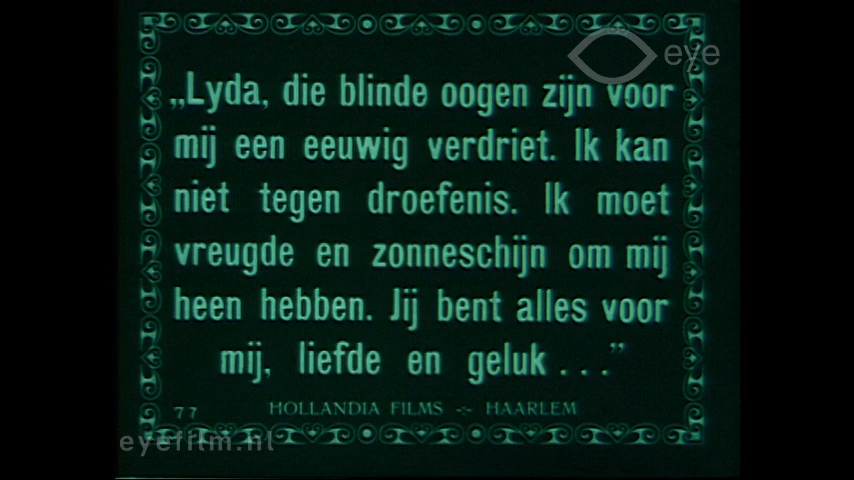 eye
„Lyda, die blinde oogen zijn voor
mij een eeuwig verdriet. Ik kan
niet tegen droefenis. Ik moet
vreugde en zonneschijn om mij
heen hebben. Jij bent alles voor
mij, liefde en geluk . . .”
77
HOLLANDIA FILMS -:- HAARLEM
eyefilm.nl